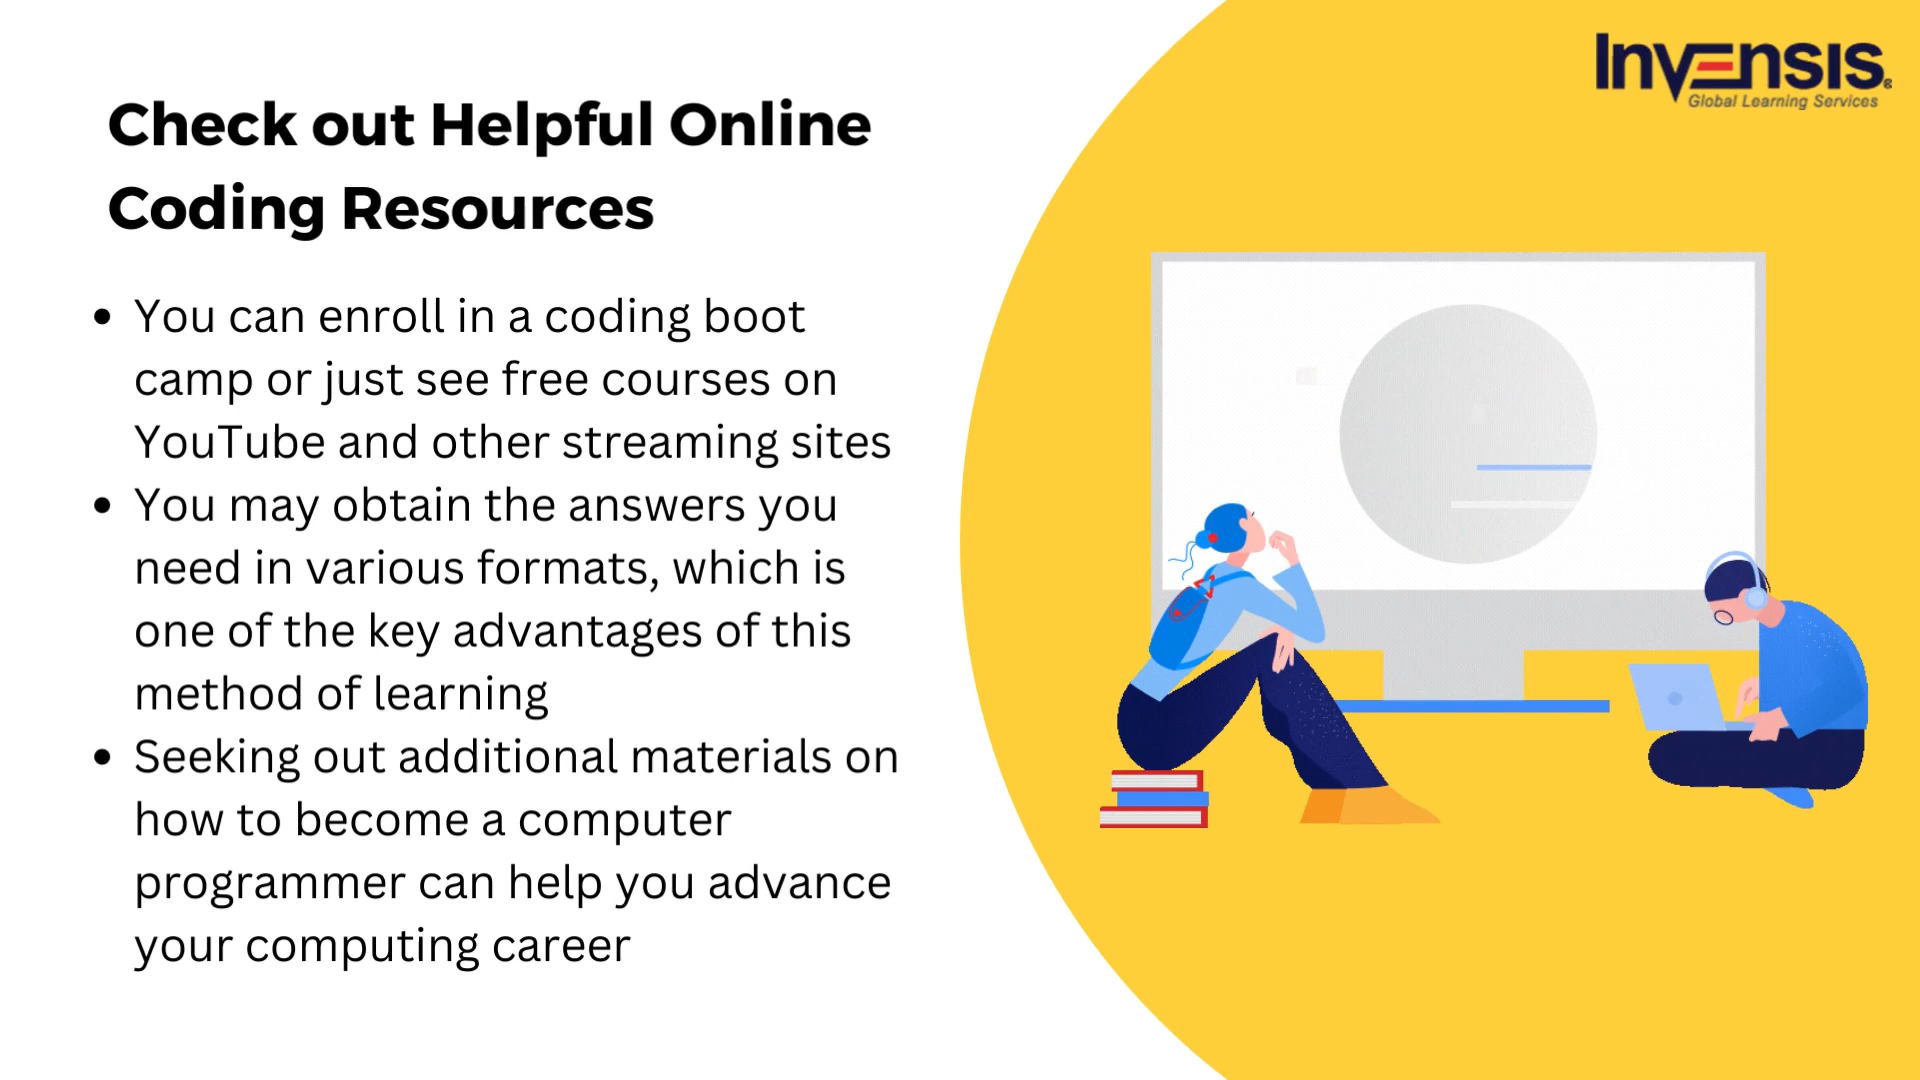 Invensis
Global Learning Services
Check out Helpful Online
Coding Resources
• You can enroll in a coding boot
camp or just see free courses on
YouTube and other streaming sites
• You may obtain the answers you
need in various formats, which is
one of the key advantages of this
method of learning
• Seeking out additional materials on
how to become a computer
programmer can help you advance
your computing career